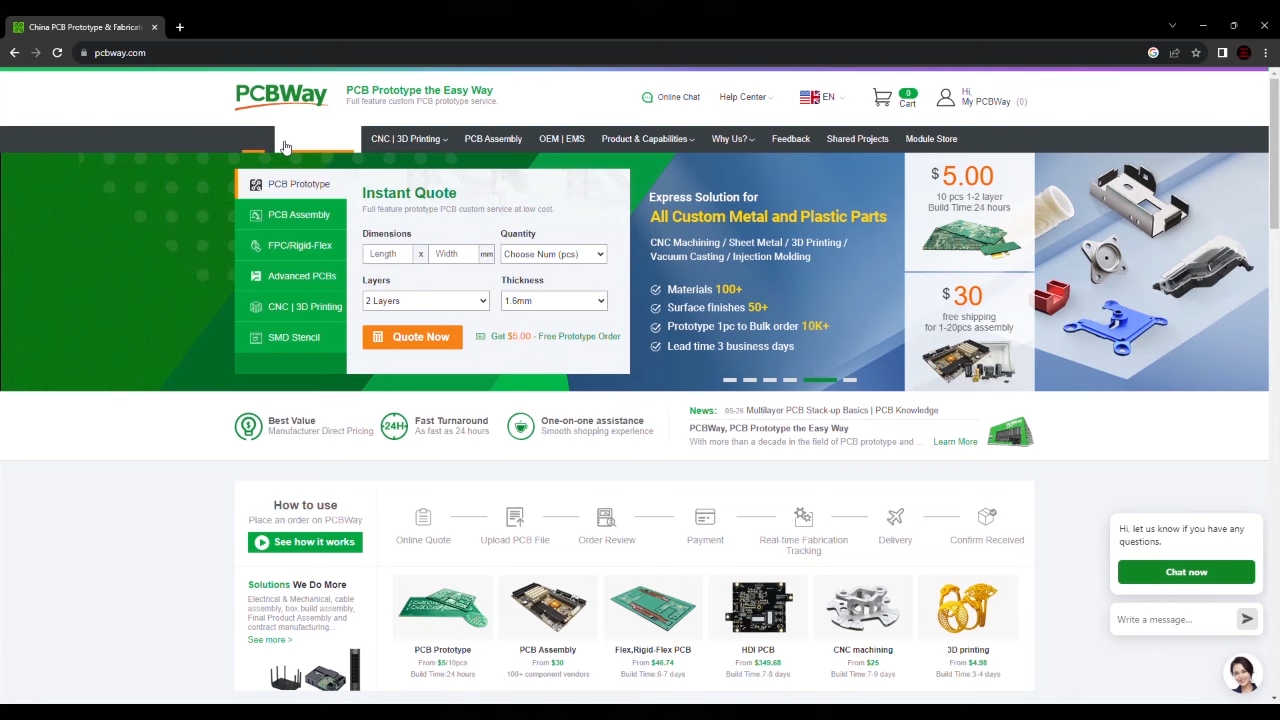 China PCB Prototype & Fabricati
pcbway.com
PCBWay
PCB Prototype the Easy Way
Full feature custom PCB prototype service.
Online Chat
Help Center
EN
0
Cart
Hi,
My PCBWay (0)
CNC | 3D Printing
PCB Assembly
OEM | EMS
Product & Capabilities
Why Us?
Feedback
Shared Projects
Module Store
PCB Prototype
PCB Assembly
FPC/Rigid-Flex
Advanced PCBs
CNC | 3D Printing
SMD Stencil
Instant Quote
Full feature prototype PCB custom service at low cost.
Dimensions
Quantity
Length x Width mm
Choose Num (pcs)
Layers
Thickness
2 Layers
1.6mm
Quote Now
Get $5.00 - Free Prototype Order
Express Solution for
All Custom Metal and Plastic Parts
CNC Machining / Sheet Metal / 3D Printing /
Vacuum Casting / Injection Molding
Materials 100+
Surface finishes 50+
Prototype 1pc to Bulk order 10K+
Lead time 3 business days
$5.00
10 pcs 1-2 layer
Build Time:24 hours
$30
free shipping
for 1-20pcs assembly
Best Value
Manufacturer Direct Pricing
24H
Fast Turnaround
As fast as 24 hours
One-on-one assistance
Smooth shopping experience
News: 05-26 Multilayer PCB Stack-up Basics | PCB Knowledge
PCBWay, PCB Prototype the Easy Way
With more than a decade in the field of PCB prototype and ... Learn More
How to use
Place an order on PCBWay
See how it works
Online Quote
Upload PCB File
Order Review
Payment
Real-time Fabrication
Tracking
Delivery
Confirm Received
Solutions We Do More
Electrical & Mechanical, cable
assembly, box build assembly,
Final Product Assembly and
contract manufacturing...
See more >
PCB Prototype
From $5/10pcs
Build Time:24 hours
PCB Assembly
From $30
100+ component vendors
Flex,Rigid-Flex PCB
From $46.74
Build Time:6-7 days
HDI PCB
From $349.68
Build Time:7-8 days
CNC machining
From $25
Build Time:7-9 days
3D printing
From $4.98
Build Time:3-4 days
Hi, let us know if you have any
questions.
Chat now
Write a message...